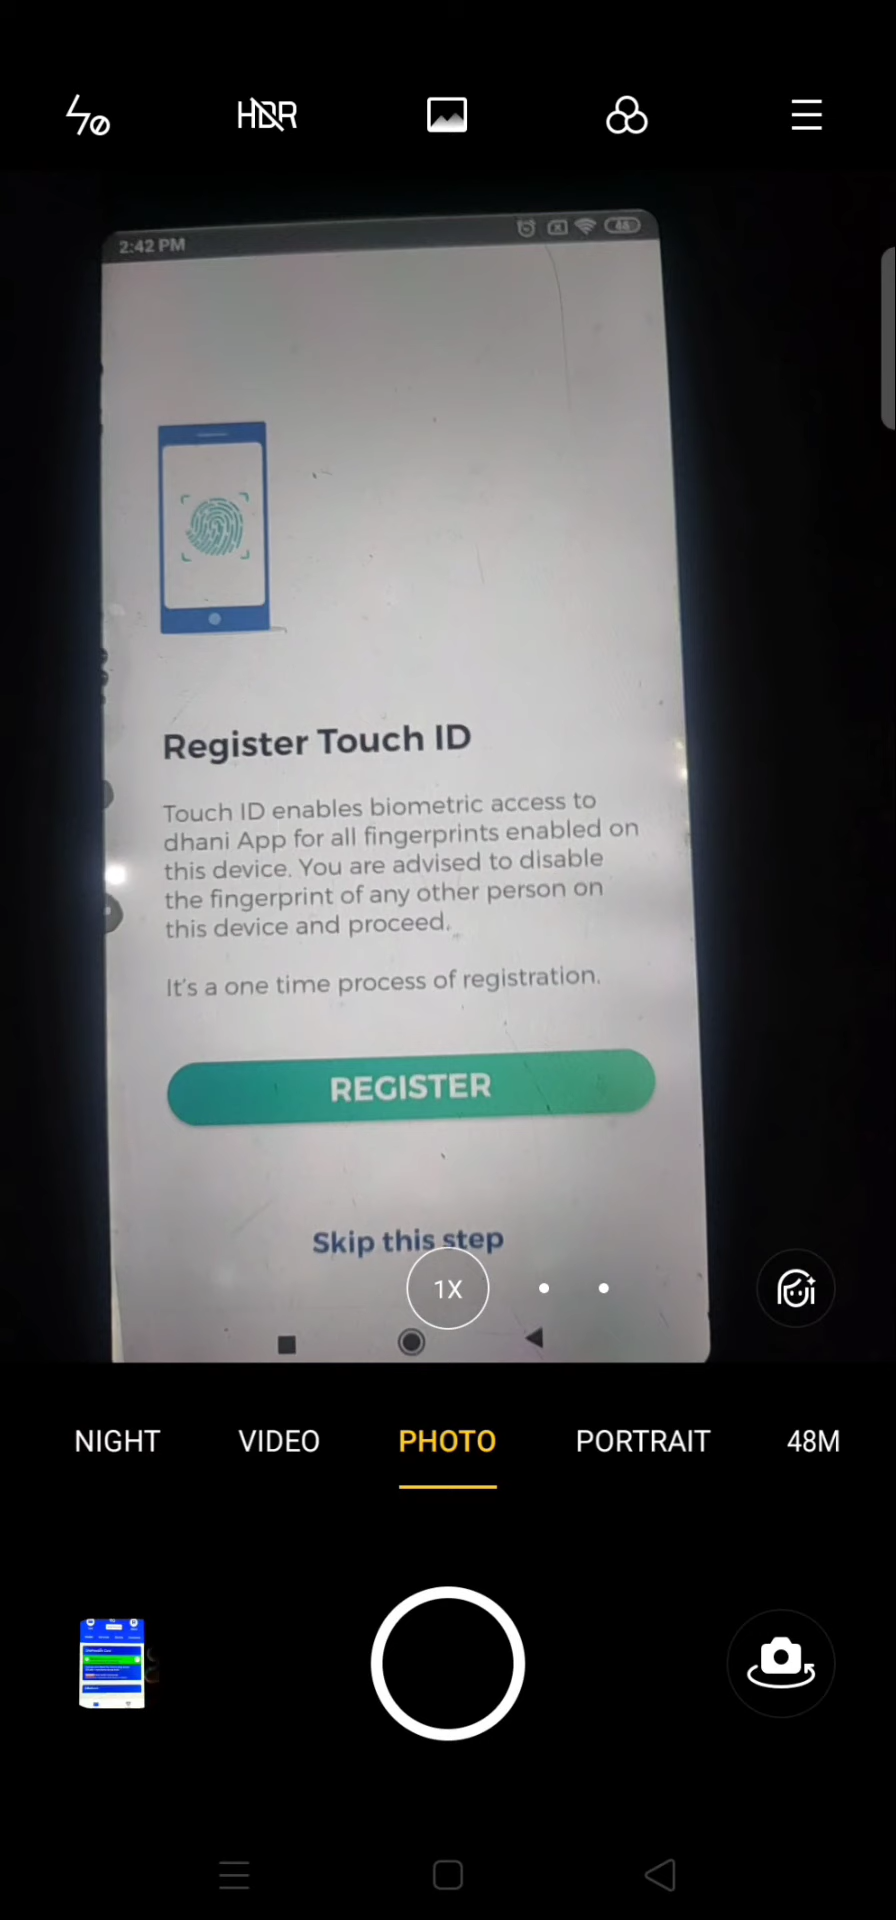 HDR
2:42 PM
46
Register Touch ID
Touch ID enables biometric access to
dhani App for all fingerprints enabled on
this device. You are advised to disable
the fingerprint of any other person on
this device and proceed.
It's a one time process of registration.
REGISTER
Skip this step
1X
NIGHT VIDEO PHOTO PORTRAIT 48M